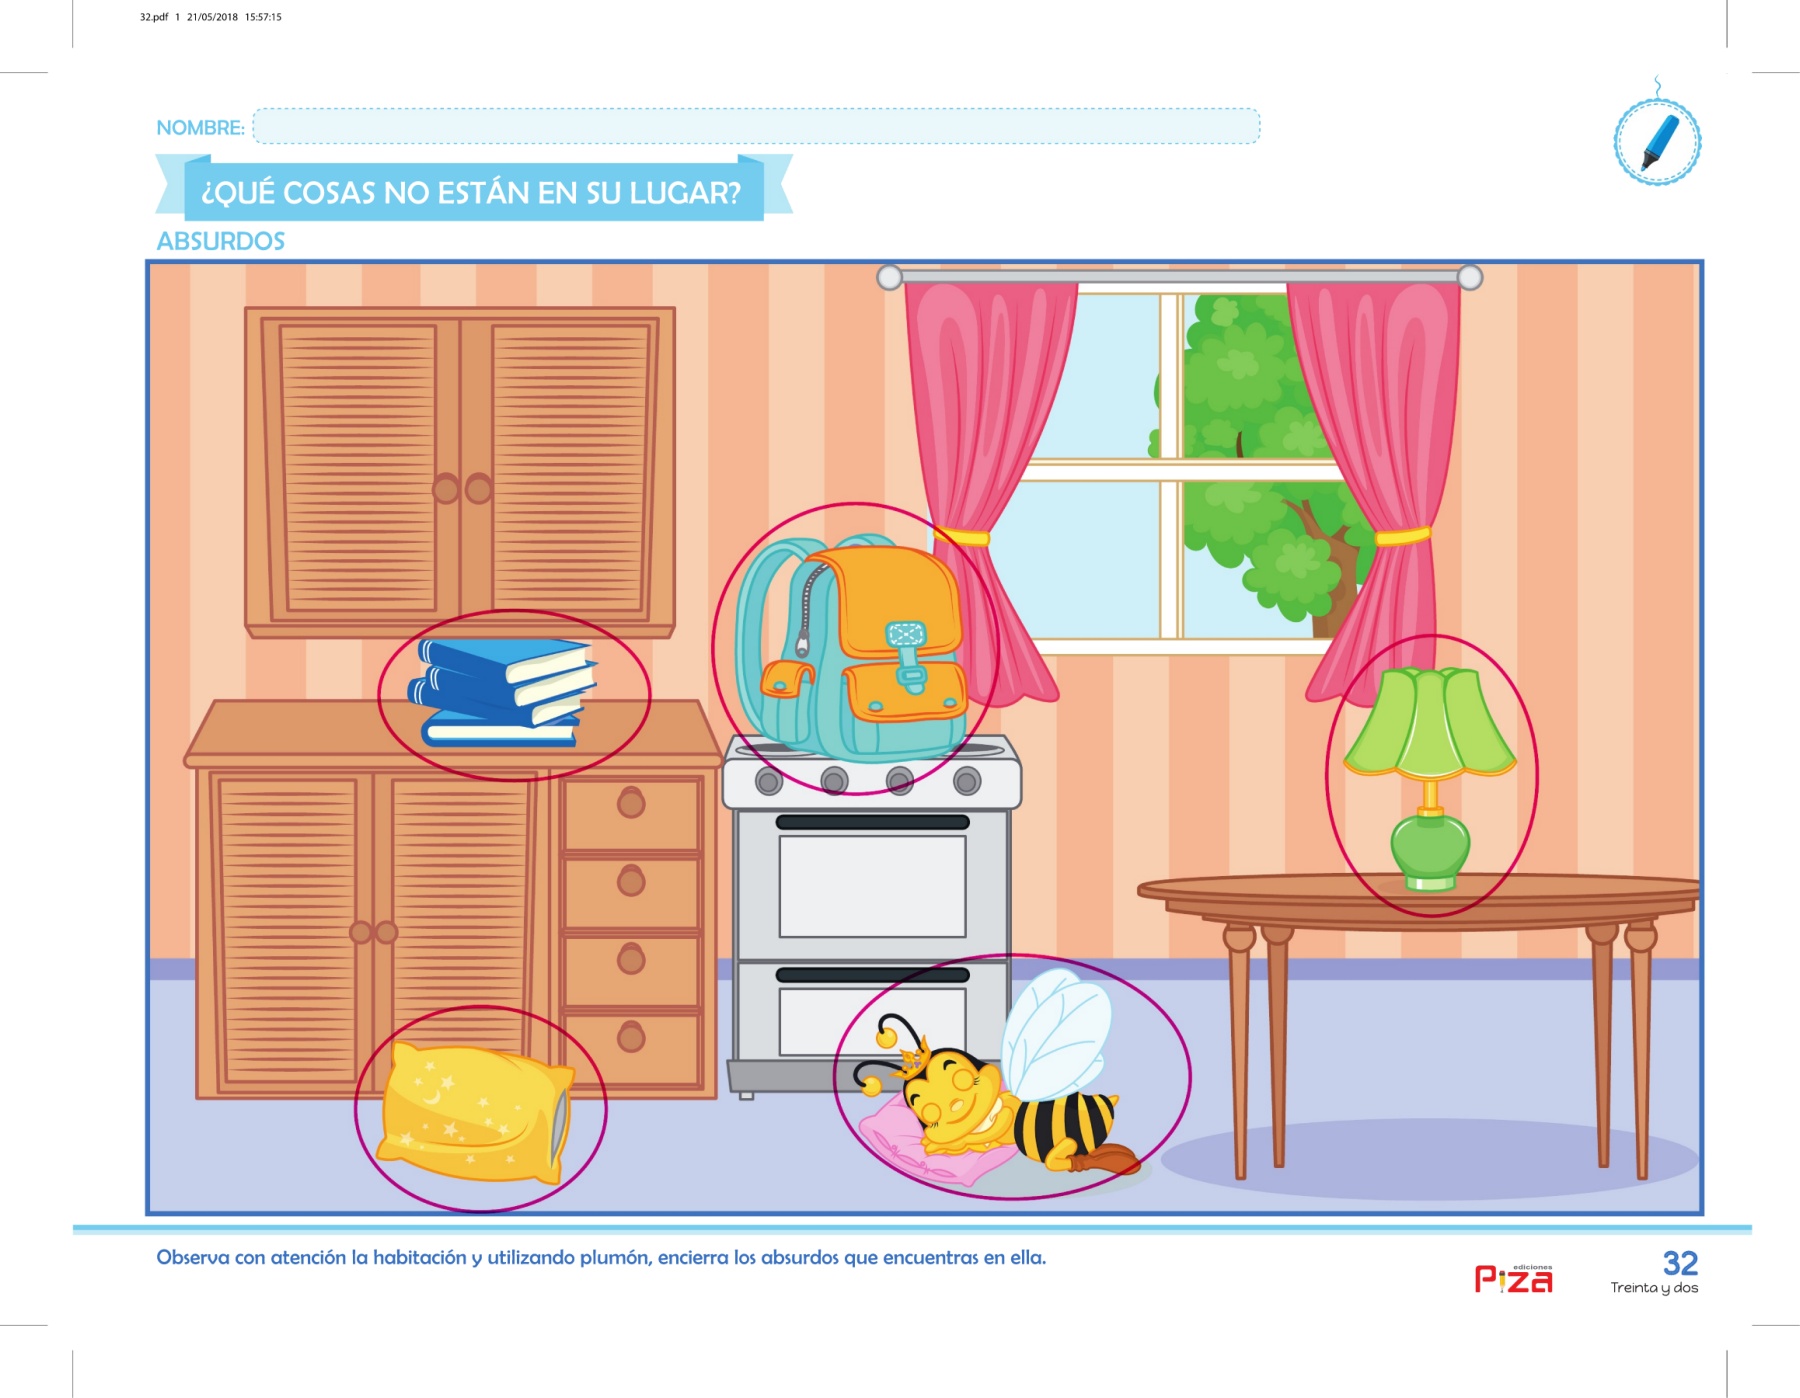 32.pdf 1 21/05/2018 15:57:15
NOMBRE:
¿QUÉ COSAS NO ESTÁN EN SU LUGAR?
ABSURDOS
Observa con atención la habitación y utilizando plumón, encierra los absurdos que encuentras en ella.
ediciones
Piza
32
Treinta y dos